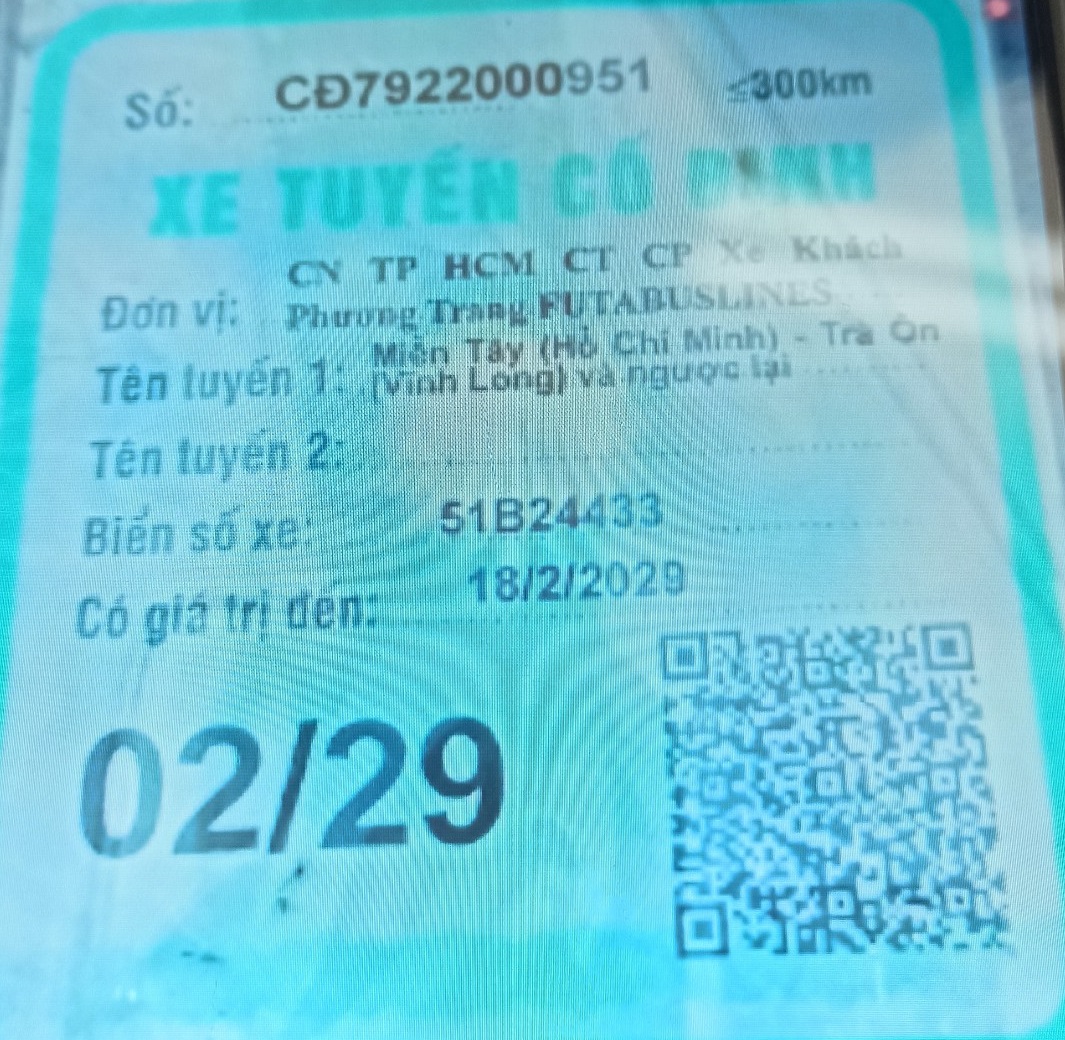 Số: CĐ7922000951 ≤300km
XE TUYẾN CỐ ĐỊNH
CN TP HCM CT CP Xe Khách
Đơn vị: Phương Trang FUTABUSLINES
Miền Tây (Hồ Chí Minh) - Trà Ôn
Tên tuyến 1: (Vĩnh Long) và ngược lại
Tên tuyến 2:
Biển số xe: 51B24433
Có giá trị đến: 18/2/2029
02/29